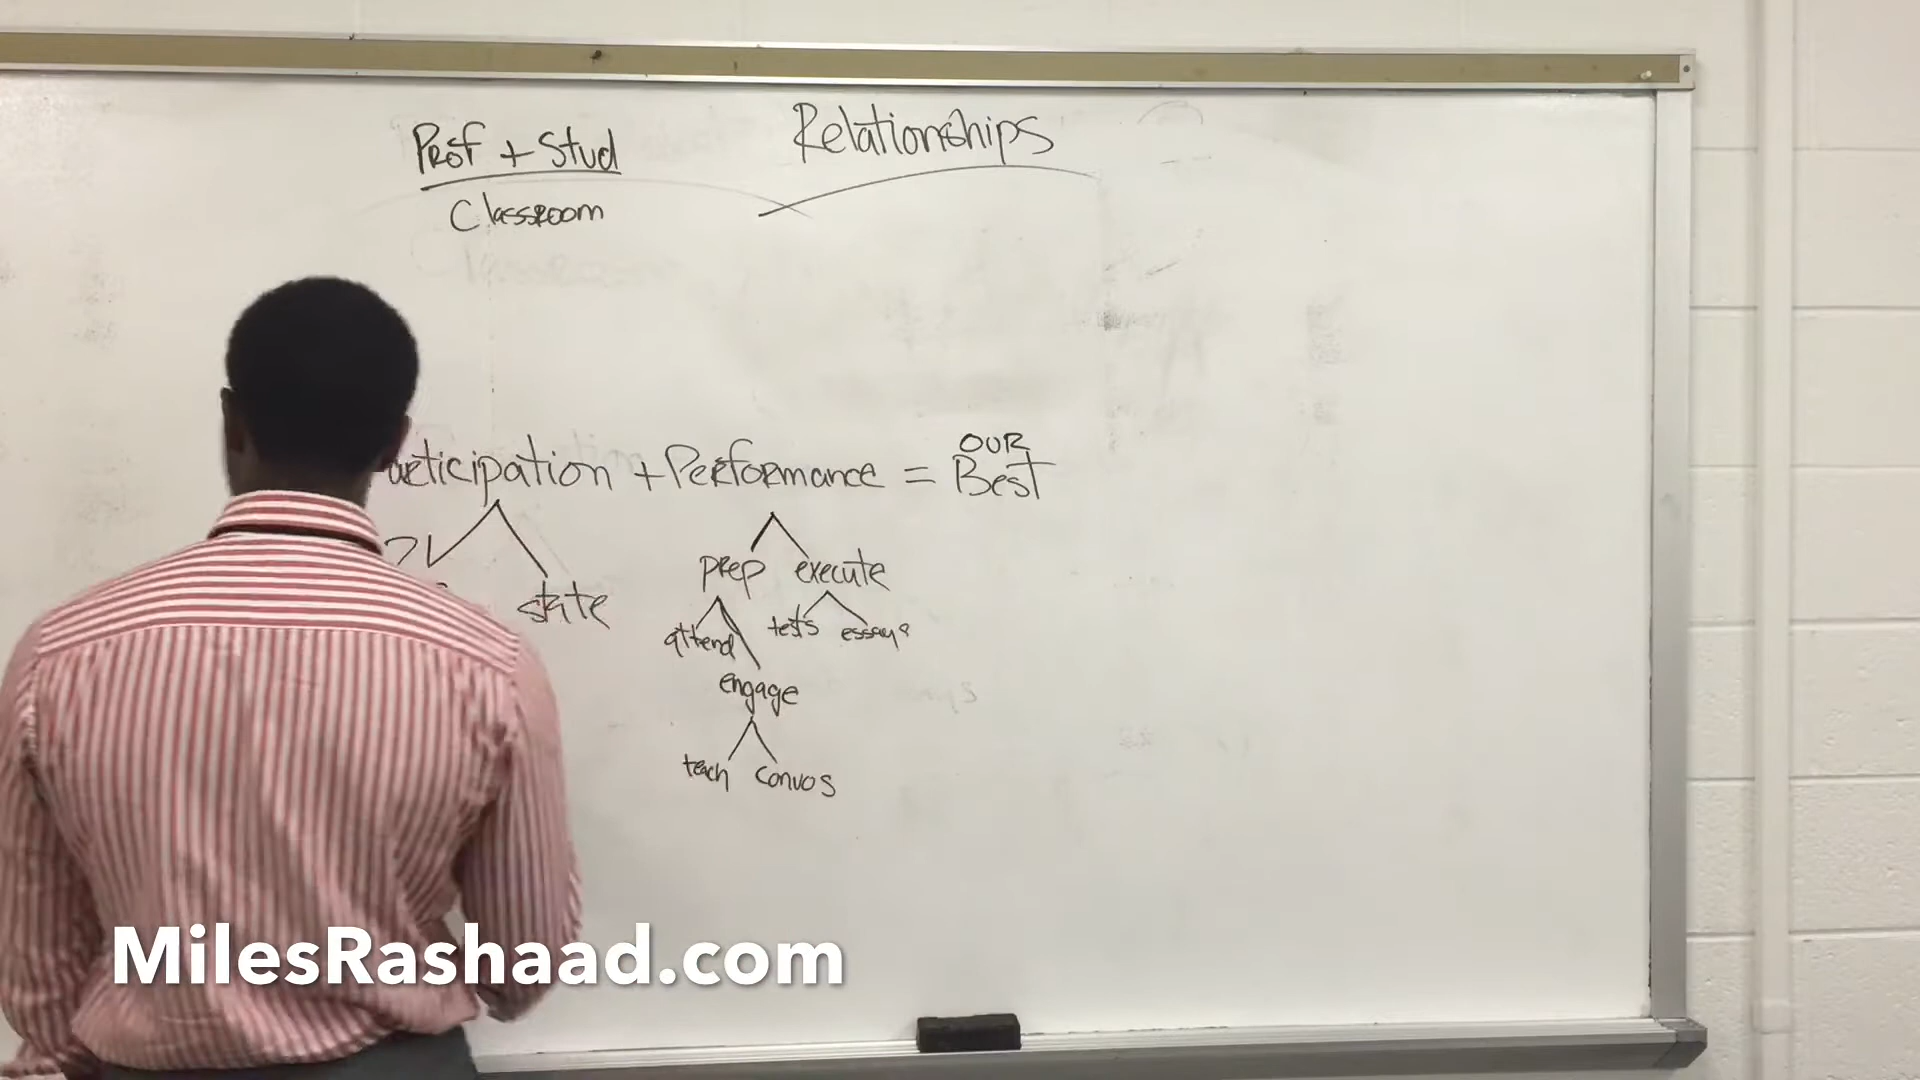 Prof + Stud
Relationships
Classroom
OUR
articipation + Performance = Best
prep execute
state
attend tests essays
engage
teach convos
MilesRashaad.com